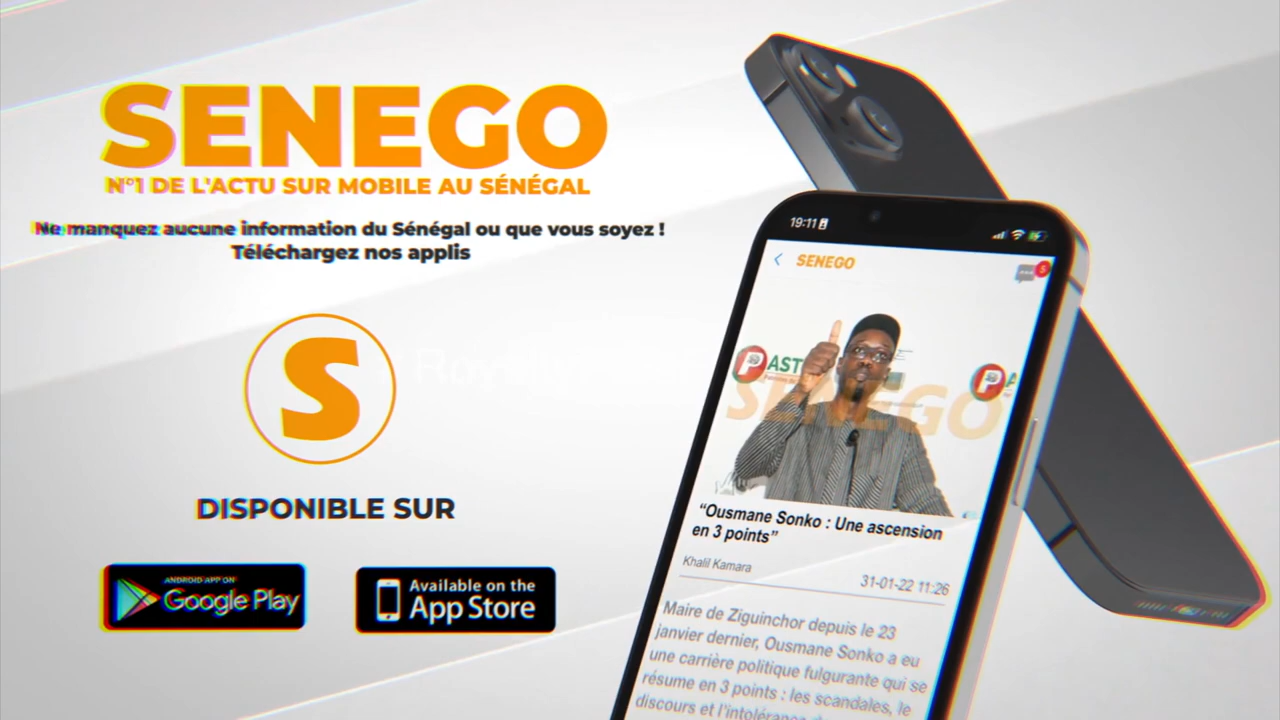 SENEGO
N°1 DE L'ACTU SUR MOBILE AU SÉNÉGAL
Ne manquez aucune information du Sénégal ou que vous soyez !
Téléchargez nos applis
S
DISPONIBLE SUR
ANDROID APP ON
Google Play
Available on the
App Store
19:11
SENEGO
5
PAST
P
SENEGO
“Ousmane Sonko : Une ascension
en 3 points”
Khalil Kamara
31-01-22 11:26
Maire de Ziguinchor depuis le 23
janvier dernier, Ousmane Sonko a eu
une carrière politique fulgurante qui se
résume en 3 points : les scandales, le
discours et l'intolérance